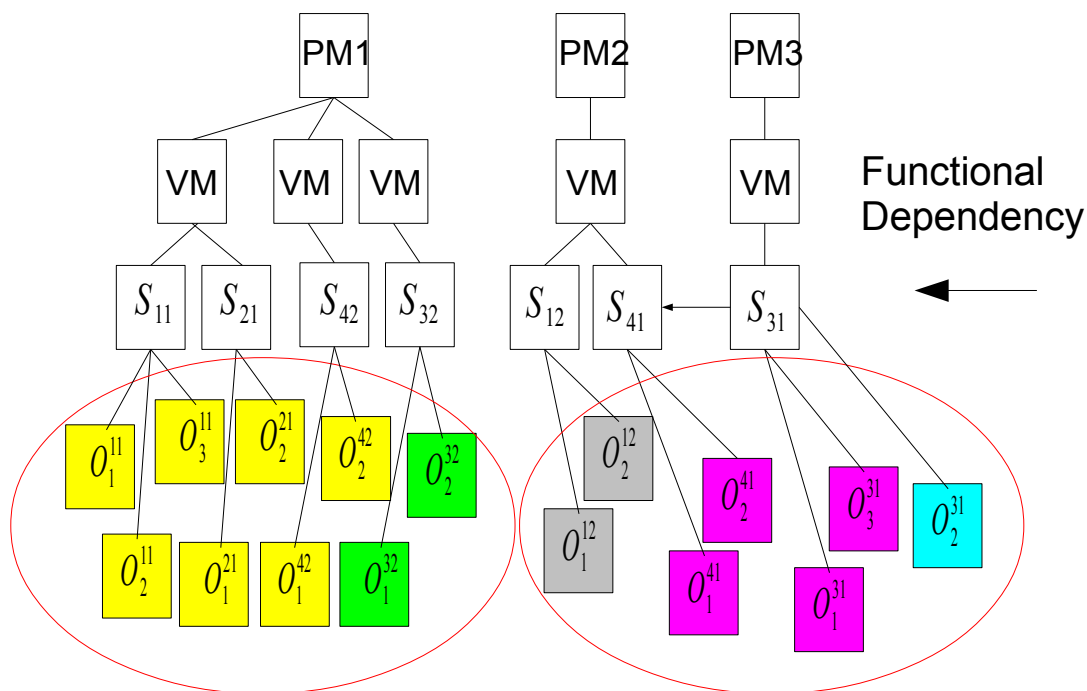 PM1 PM2 PM3
VM VM VM VM VM
Functional
Dependency
S₁₁ S₂₁ S₄₂ S₃₂ S₁₂ S₄₁ S₃₁
O₁¹¹ O₃¹¹ O₂²¹ O₂⁴² O₂³² O₂¹² O₂⁴¹ O₃³¹ O₂³¹
O₂¹¹ O₁²¹ O₁⁴² O₁³² O₁¹² O₁⁴¹ O₁³¹